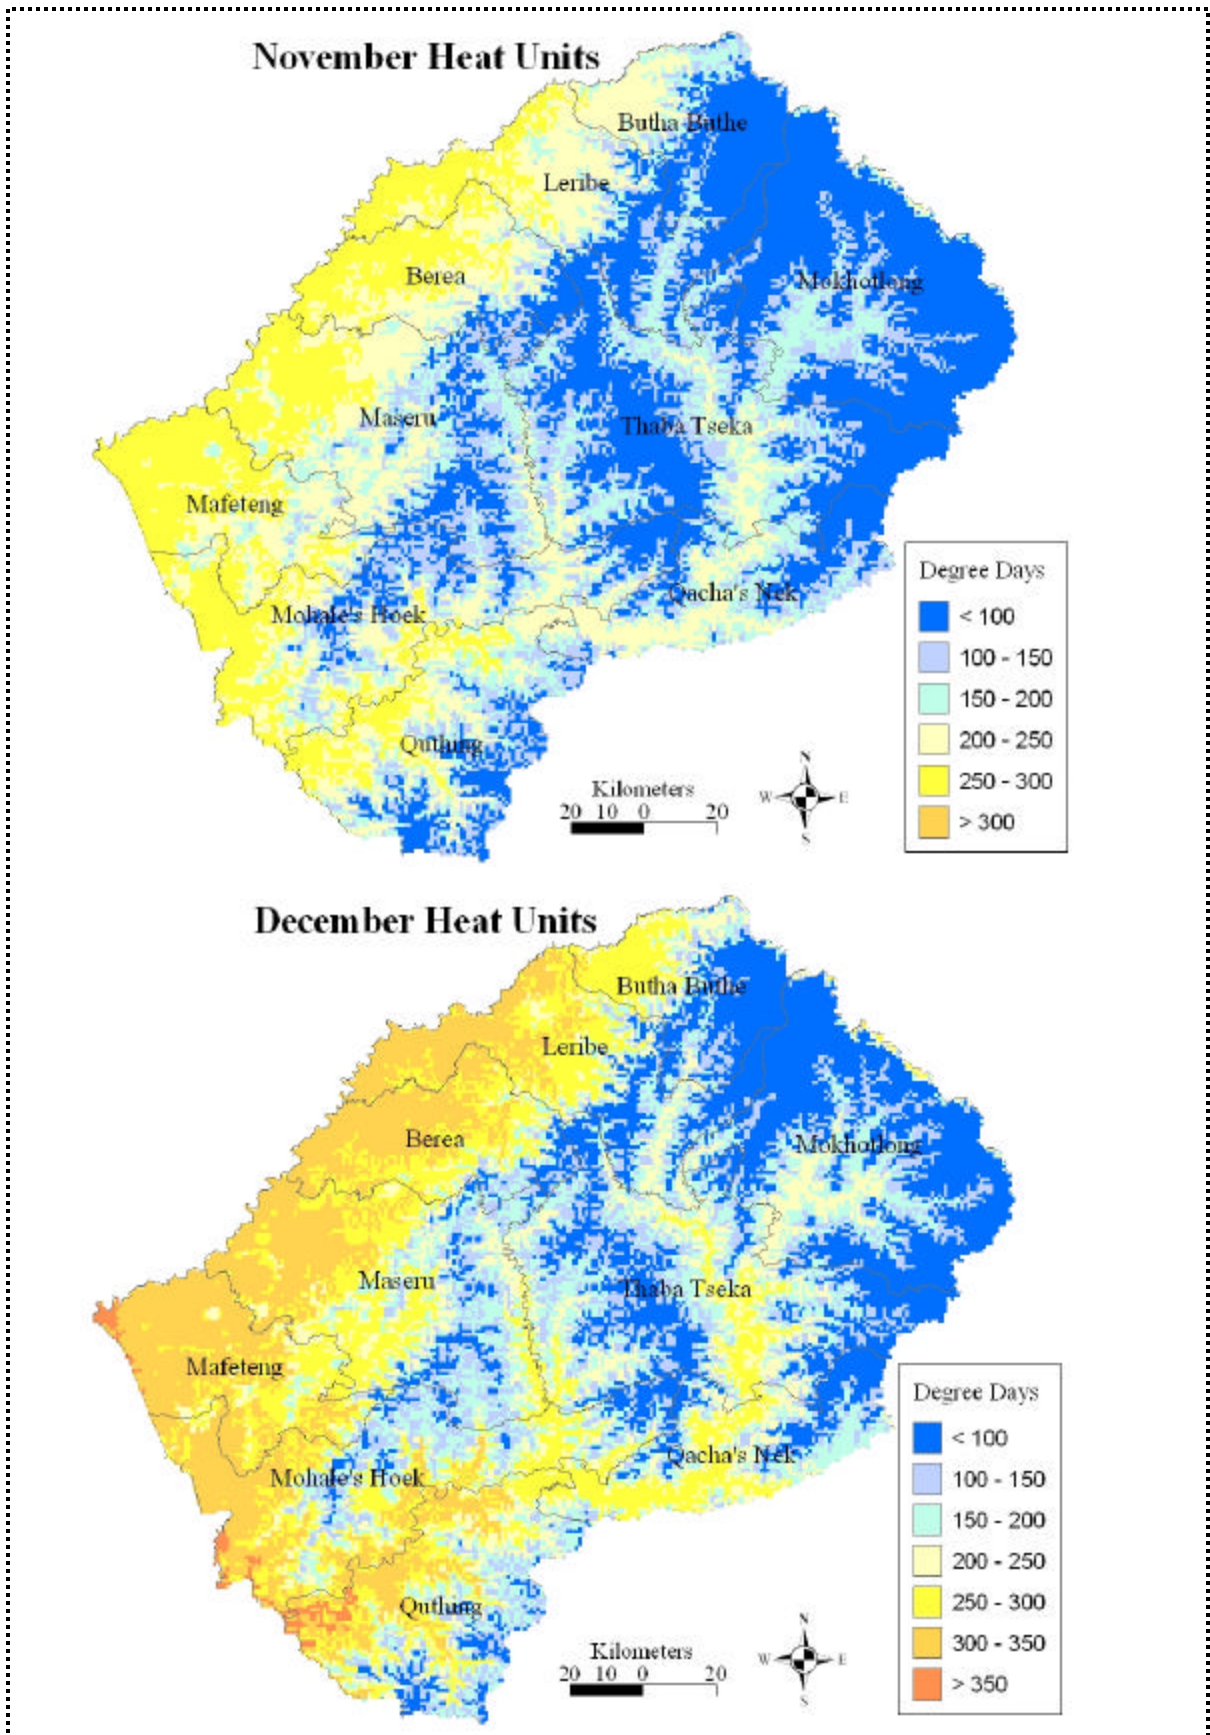 November Heat Units
Butha Buthe
Leribe
Berea
Mokhotlong
Maseru
Thaba Tseka
Mafeteng
Qacha's Nek
Mohale's Hoek
Quthing
Degree Days
< 100
100 - 150
150 - 200
200 - 250
250 - 300
> 300
Kilometers
20 10 0 20
N
W E
S
December Heat Units
Butha Buthe
Leribe
Berea
Mokhotlong
Maseru
Thaba Tseka
Mafeteng
Qacha's Nek
Mohale's Hoek
Quthing
Degree Days
< 100
100 - 150
150 - 200
200 - 250
250 - 300
300 - 350
> 350
Kilometers
20 10 0 20
N
W E
S